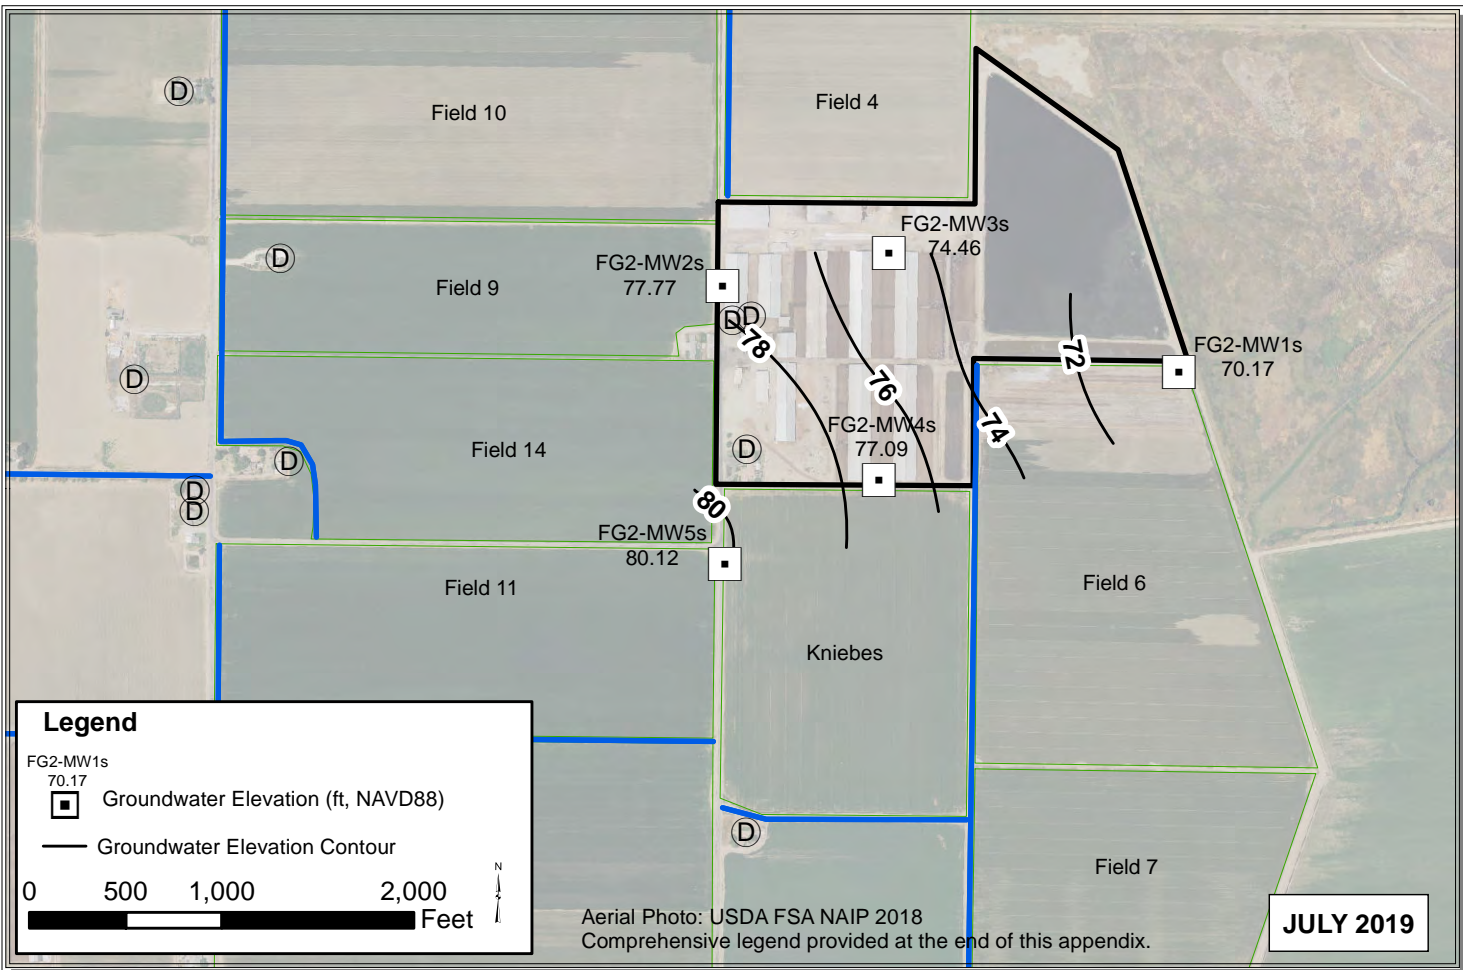 D
Field 10
Field 4
FG2-MW3s
74.46
FG2-MW2s
77.77
D
Field 9
D D
78
72
FG2-MW1s
70.17
D
76
FG2-MW4s
77.09
74
Field 14
D
D
D
D
80
FG2-MW5s
80.12
Field 11
Field 6
Kniebes
D
Field 7
Legend
FG2-MW1s
70.17
Groundwater Elevation (ft, NAVD88)
Groundwater Elevation Contour
N
0 500 1,000 2,000
Feet
Aerial Photo: USDA FSA NAIP 2018
Comprehensive legend provided at the end of this appendix.
JULY 2019